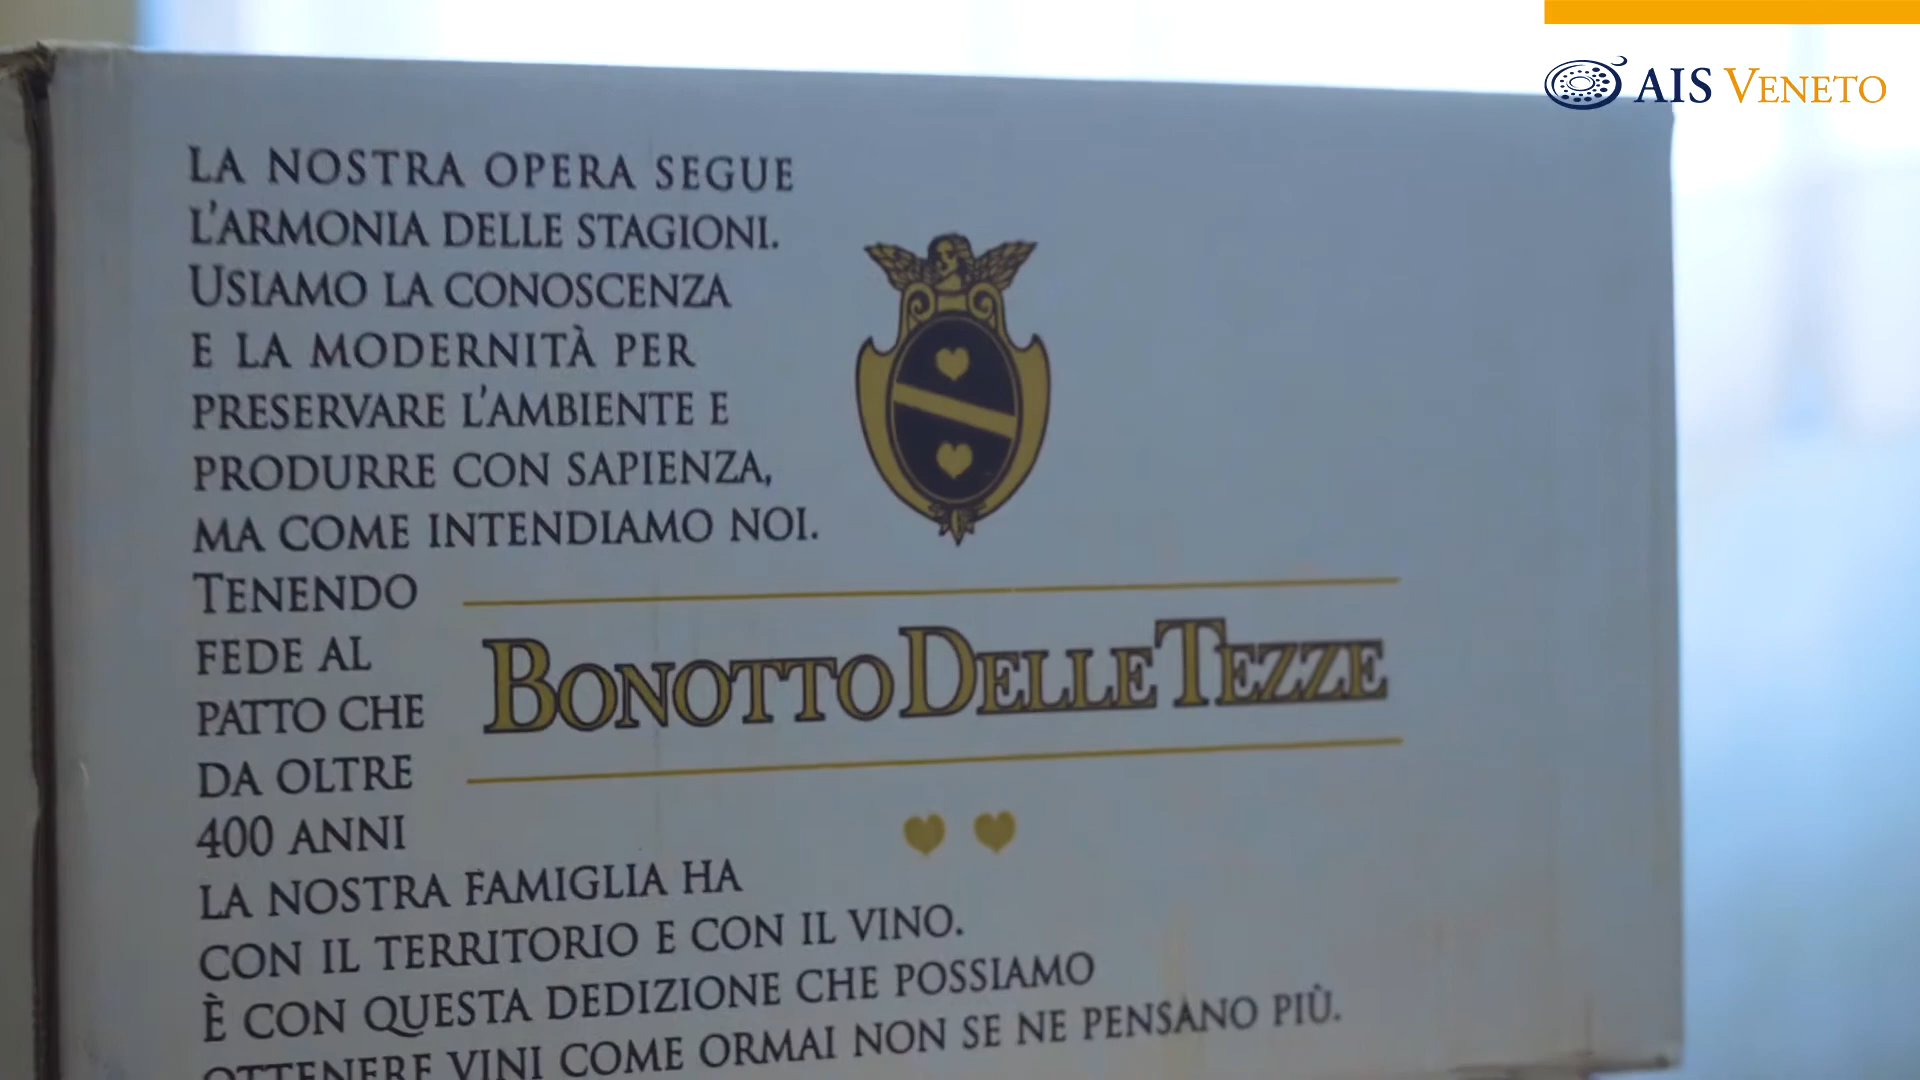 AIS VENETO
LA NOSTRA OPERA SEGUE
L'ARMONIA DELLE STAGIONI.
USIAMO LA CONOSCENZA
E LA MODERNITÀ PER
PRESERVARE L'AMBIENTE E
PRODURRE CON SAPIENZA,
MA COME INTENDIAMO NOI.
TENENDO
FEDE AL
PATTO CHE
DA OLTRE
400 ANNI
LA NOSTRA FAMIGLIA HA
CON IL TERRITORIO E CON IL VINO.
È CON QUESTA DEDIZIONE CHE POSSIAMO
OTTENERE VINI COME ORMAI NON SE NE PENSANO PIÙ.
BONOTTO DELLE TEZZE